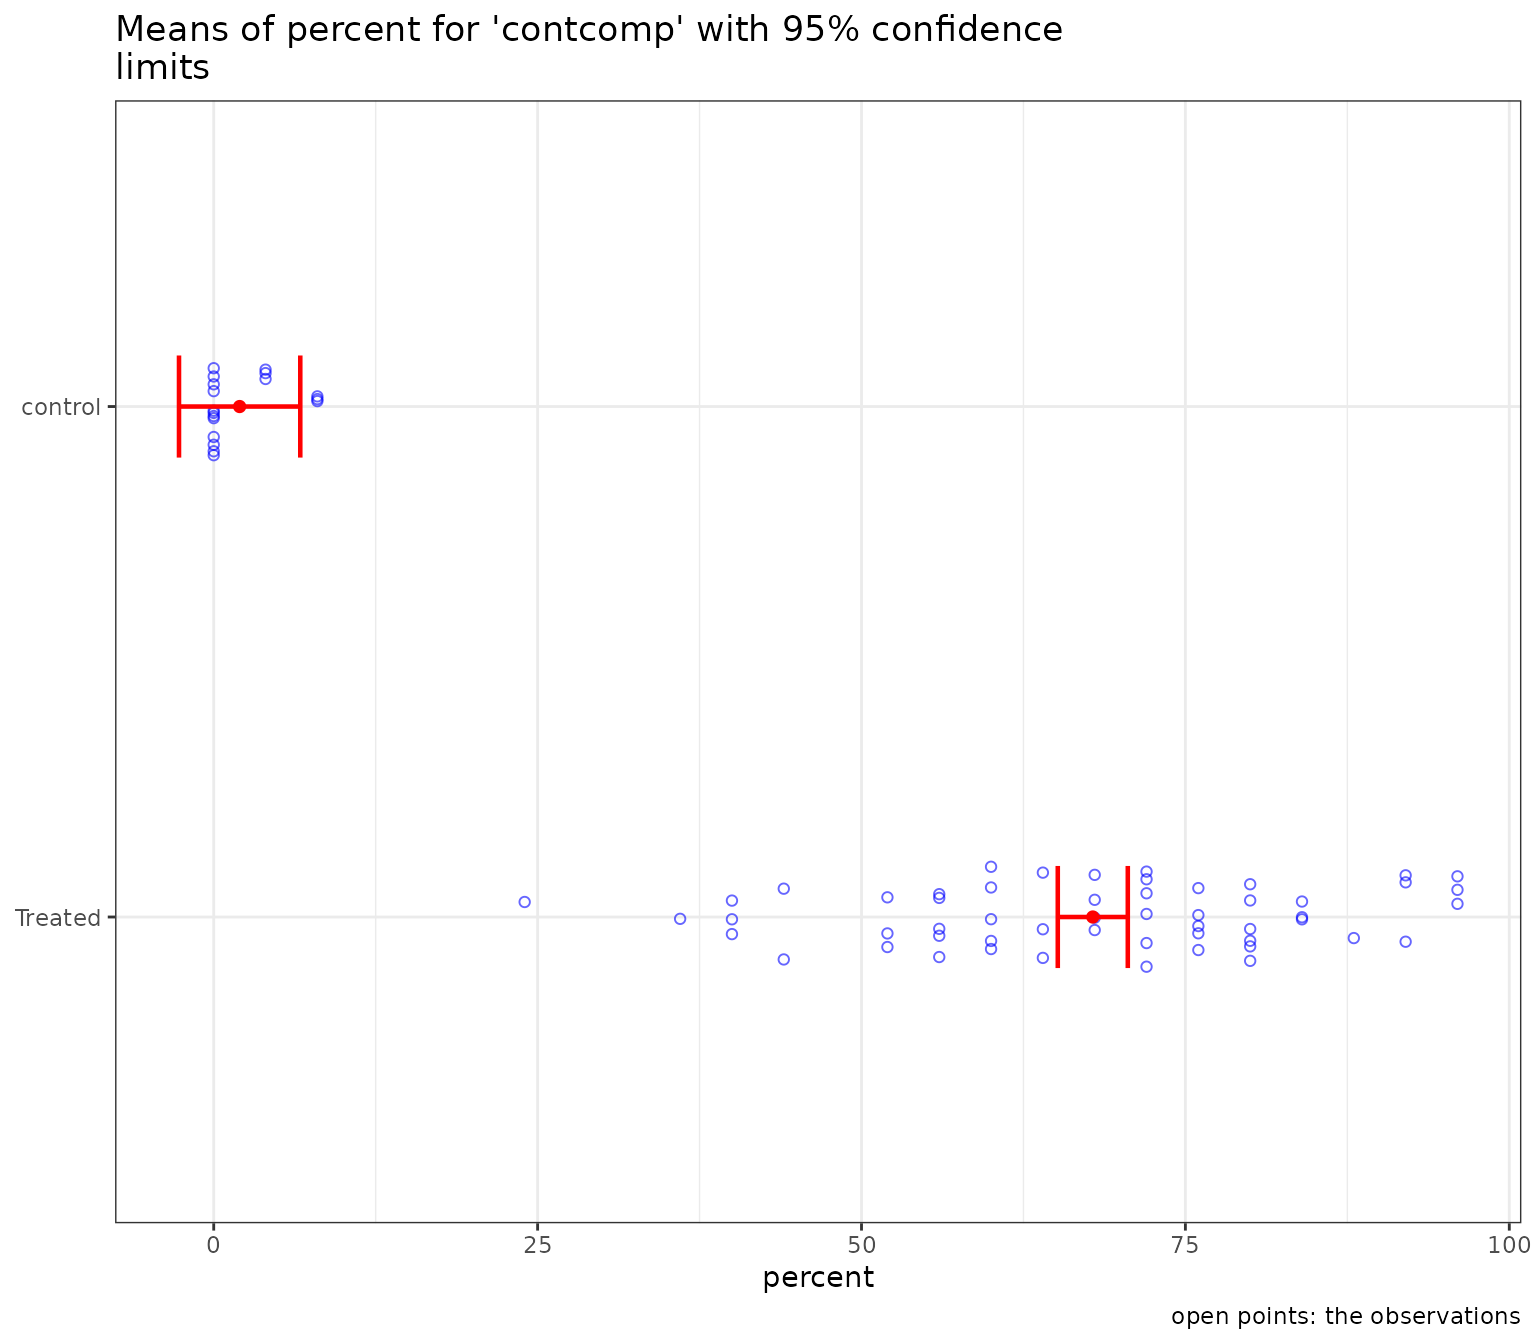 Means of percent for 'contcomp' with 95% confidence
limits
control
Treated
0 25 50 75 100
percent
open points: the observations